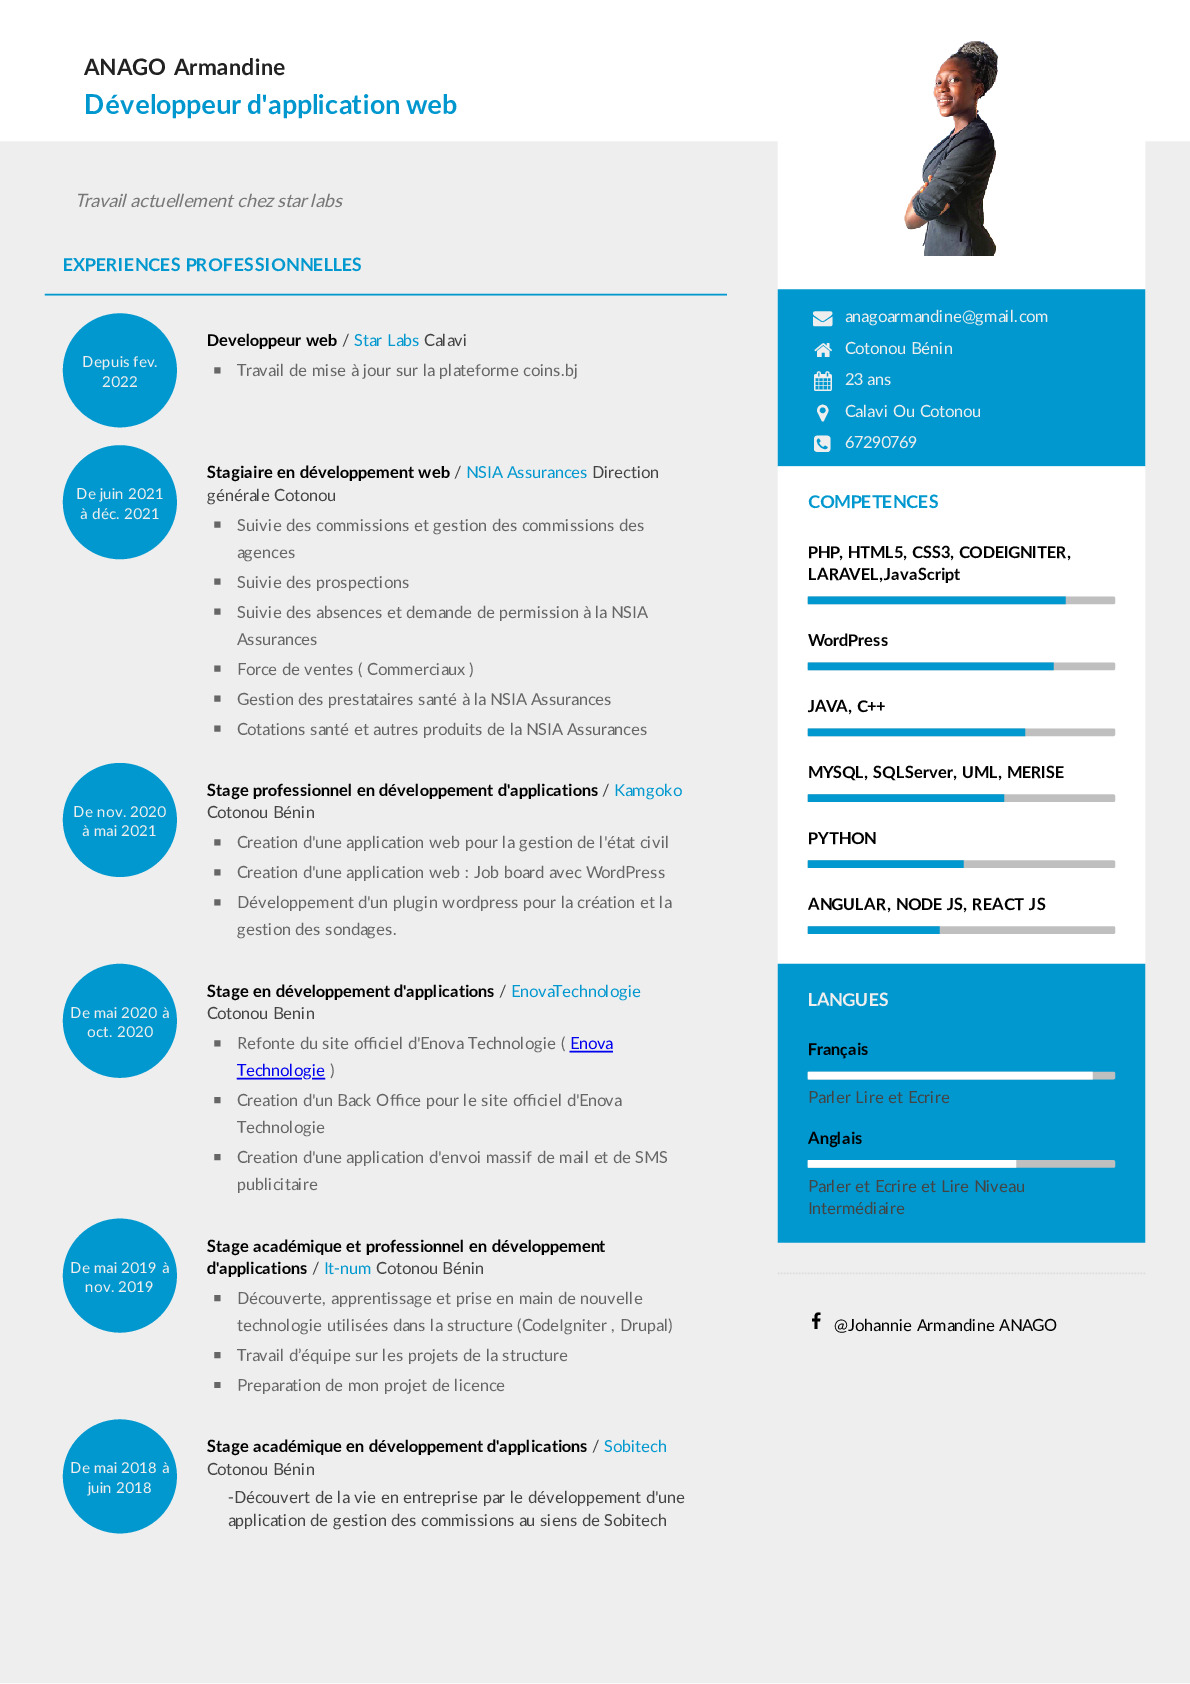 ANAGO Armandine
Développeur d'application web
Travail actuellement chez star labs
EXPERIENCES PROFESSIONNELLES
Depuis fev.
2022
Developpeur web / Star Labs Calavi
Travail de mise à jour sur la plateforme coins.bj
De juin 2021
à déc. 2021
Stagiaire en développement web / NSIA Assurances Direction
générale Cotonou
Suivie des commissions et gestion des commissions des
agences
Suivie des prospections
Suivie des absences et demande de permission à la NSIA
Assurances
Force de ventes ( Commerciaux )
Gestion des prestataires santé à la NSIA Assurances
Cotations santé et autres produits de la NSIA Assurances
De nov. 2020
à mai 2021
Stage professionnel en développement d'applications / Kamgoko
Cotonou Bénin
Creation d'une application web pour la gestion de l'état civil
Creation d'une application web : Job board avec WordPress
Développement d'un plugin wordpress pour la création et la
gestion des sondages.
De mai 2020 à
oct. 2020
Stage en développement d'applications / EnovaTechnologie
Cotonou Benin
Refonte du site officiel d'Enova Technologie ( Enova
Technologie )
Creation d'un Back Office pour le site officiel d'Enova
Technologie
Creation d'une application d'envoi massif de mail et de SMS
publicitaire
De mai 2019 à
nov. 2019
Stage académique et professionnel en développement
d'applications / It-num Cotonou Bénin
Découverte, apprentissage et prise en main de nouvelle
technologie utilisées dans la structure (CodeIgniter , Drupal)
Travail d’équipe sur les projets de la structure
Preparation de mon projet de licence
De mai 2018 à
juin 2018
Stage académique en développement d'applications / Sobitech
Cotonou Bénin
-Découvert de la vie en entreprise par le développement d'une
application de gestion des commissions au siens de Sobitech
anagoarmandine@gmail.com
Cotonou Bénin
23 ans
Calavi Ou Cotonou
67290769
COMPETENCES
PHP, HTML5, CSS3, CODEIGNITER,
LARAVEL,JavaScript
WordPress
JAVA, C++
MYSQL, SQLServer, UML, MERISE
PYTHON
ANGULAR, NODE JS, REACT JS
LANGUES
Français
Parler Lire et Ecrire
Anglais
Parler et Ecrire et Lire Niveau
Intermédiaire
@Johannie Armandine ANAGO